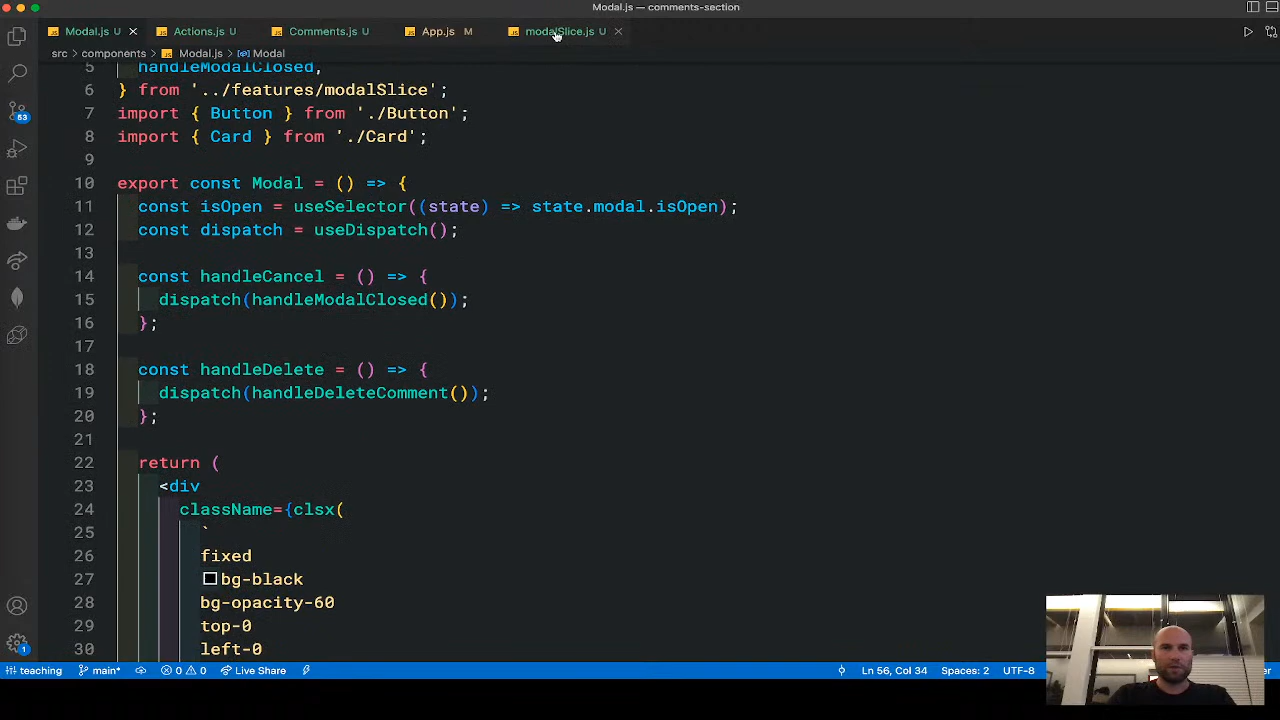 Modal.js — comments-section
Modal.js U Actions.js U Comments.js U App.js M modalSlice.js U
src components Modal.js Modal
5 handleModalClosed,
6 } from '../features/modalSlice';
7 import { Button } from './Button';
8 import { Card } from './Card';
9
10 export const Modal = () => {
11 const isOpen = useSelector((state) => state.modal.isOpen);
12 const dispatch = useDispatch();
13
14 const handleCancel = () => {
15 dispatch(handleModalClosed());
16 };
17
18 const handleDelete = () => {
19 dispatch(handleDeleteComment());
20 };
21
22 return (
23 <div
24 className={clsx(
25 `
26 fixed
27 bg-black
28 bg-opacity-60
29 top-0
30 left-0
53
1
teaching main* 0 0 Live Share Ln 56, Col 34 Spaces: 2 UTF-8